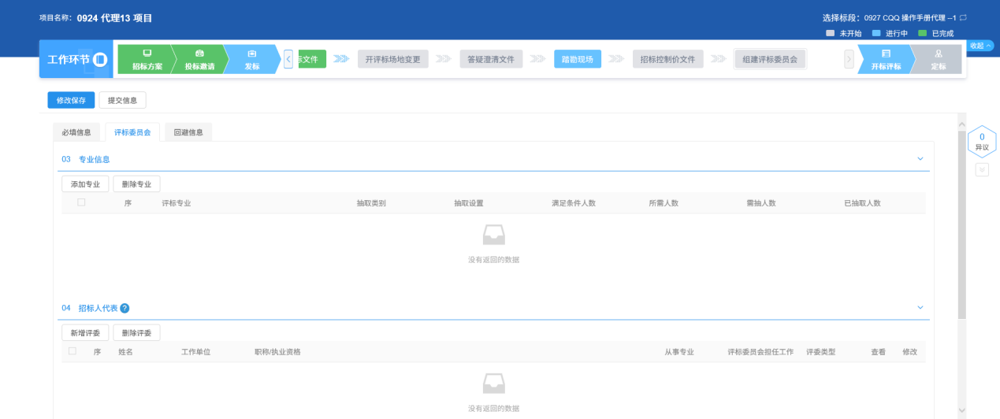 项目名称: 0924 代理13 项目
选择标段: 0927 CQQ 操作手册代理 --1
未开始 进行中 已完成
收起
工作环节
招标方案 投标邀请 发标
标文件 开评标场地变更 答疑澄清文件 踏勘现场 招标控制价文件 组建评标委员会
开标评标 定标
修改保存 提交信息
必填信息 评标委员会 回避信息
0
异议
03 专业信息
添加专业 删除专业
序 评标专业 抽取类别 抽取设置 满足条件人数 所需人数 需抽人数 已抽取人数
没有返回的数据
04 招标人代表 ?
新增评委 删除评委
序 姓名 工作单位 职称/执业资格 从事专业 评标委员会担任工作 评委类型 查看 修改
没有返回的数据